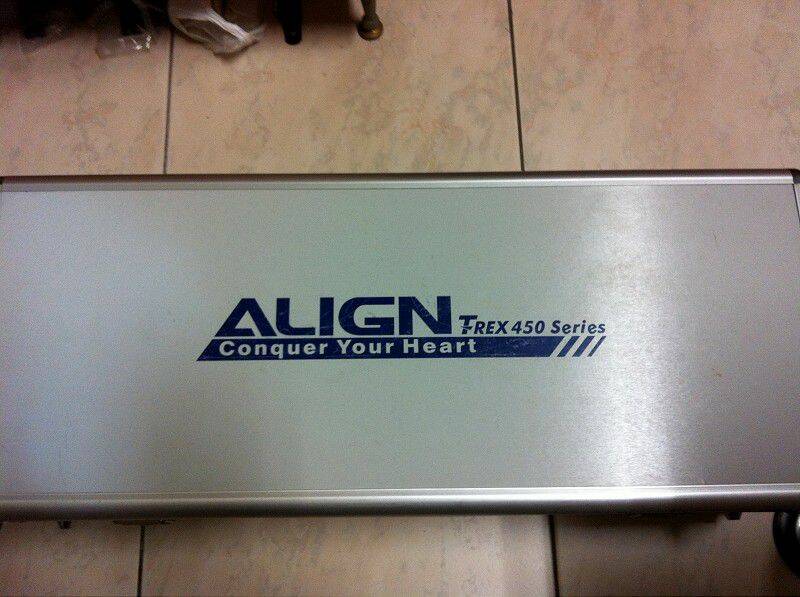 ALIGN T-REX 450 Series
Conquer Your Heart